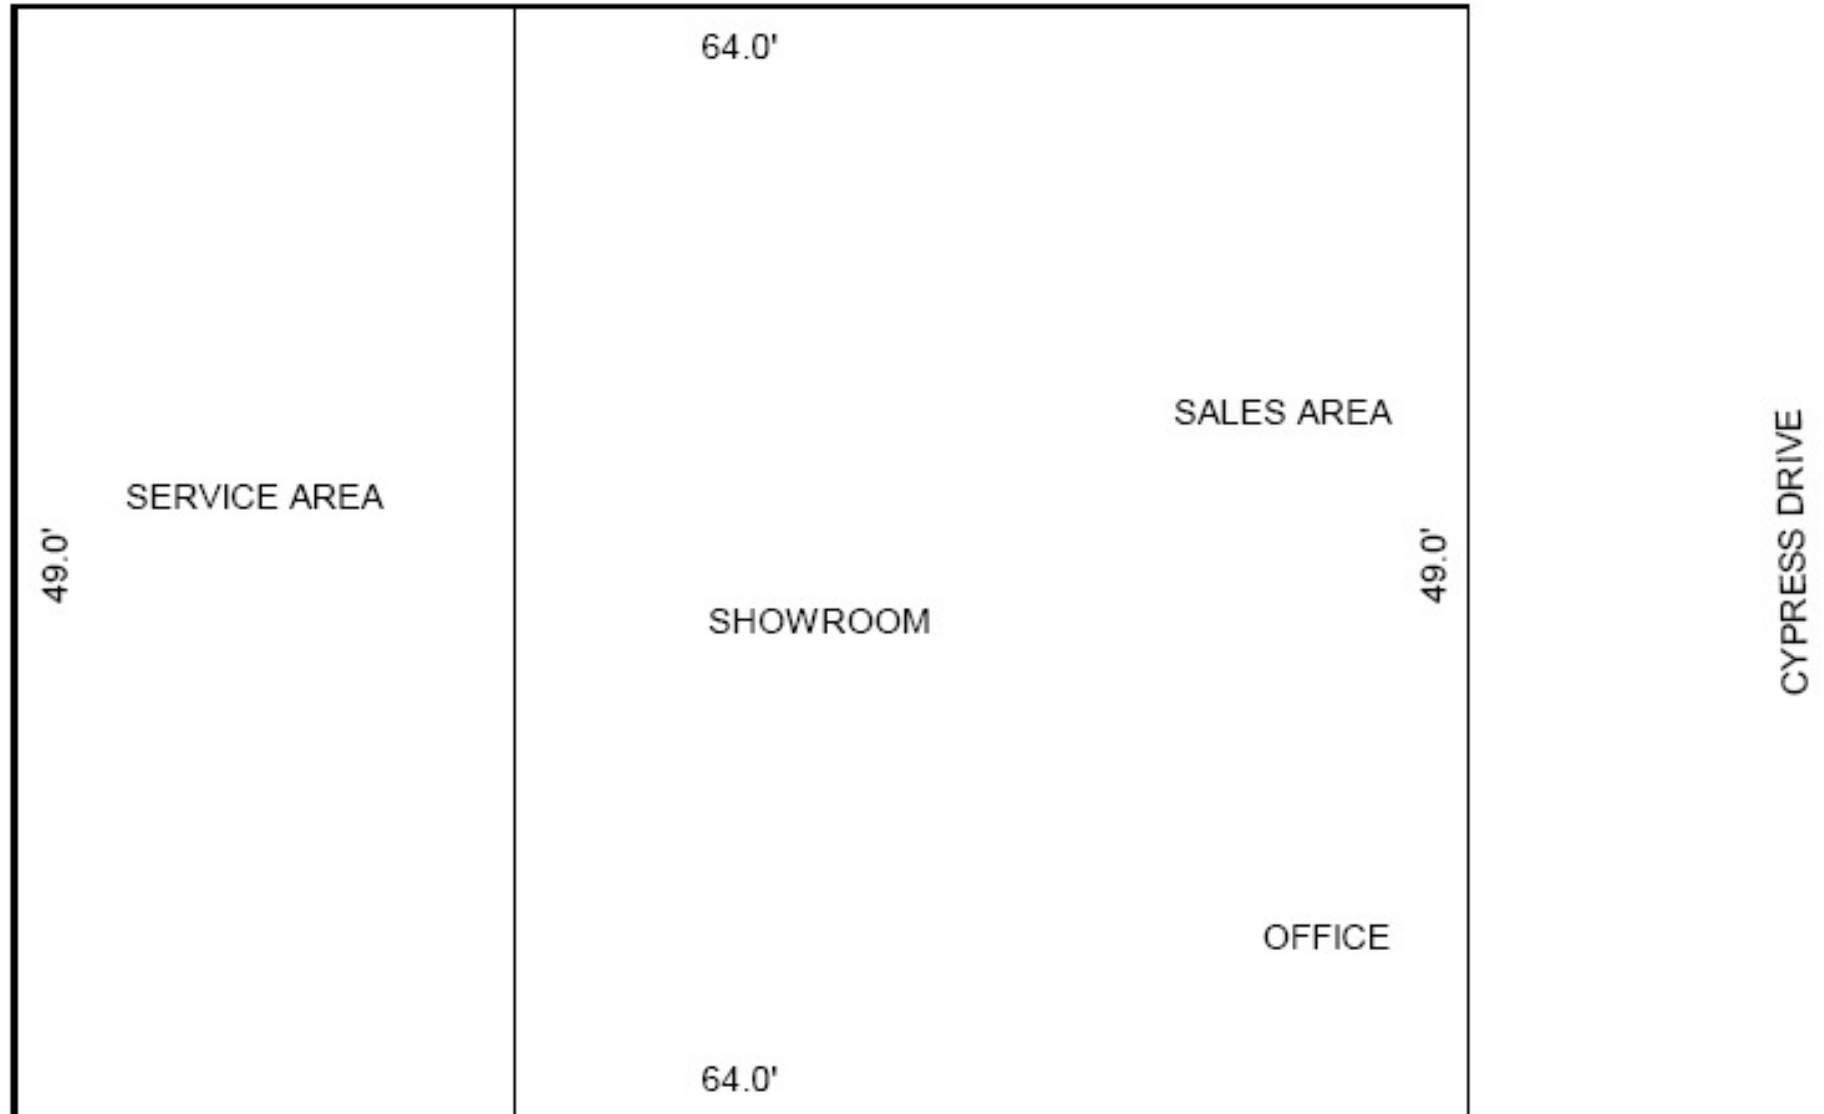 64.0'
SALES AREA
SERVICE AREA
49.0'
49.0'
CYPRESS DRIVE
SHOWROOM
OFFICE
64.0'